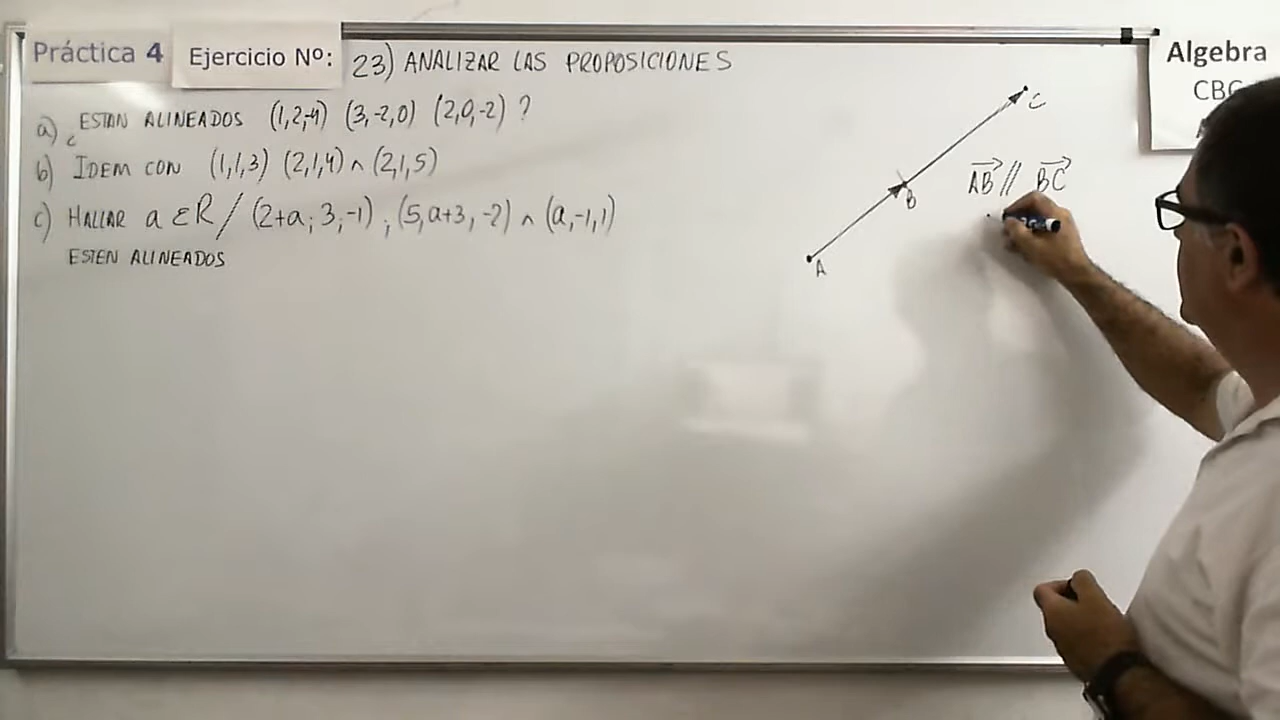 Práctica 4
Ejercicio Nº: 23) ANALIZAR LAS PROPOSICIONES
a) ¿ESTAN ALINEADOS (1,2,-4) (3,-2,0) (2,0,-2) ?
b) IDEM CON (1,1,3) (2,1,4) ∧ (2,1,5)
c) HALLAR a ∈ R / (2+a; 3,-1) , (5,a+3, -2) ∧ (a,-1,1)
ESTEN ALINEADOS
A
B
C
AB // BC
Algebra
CBC